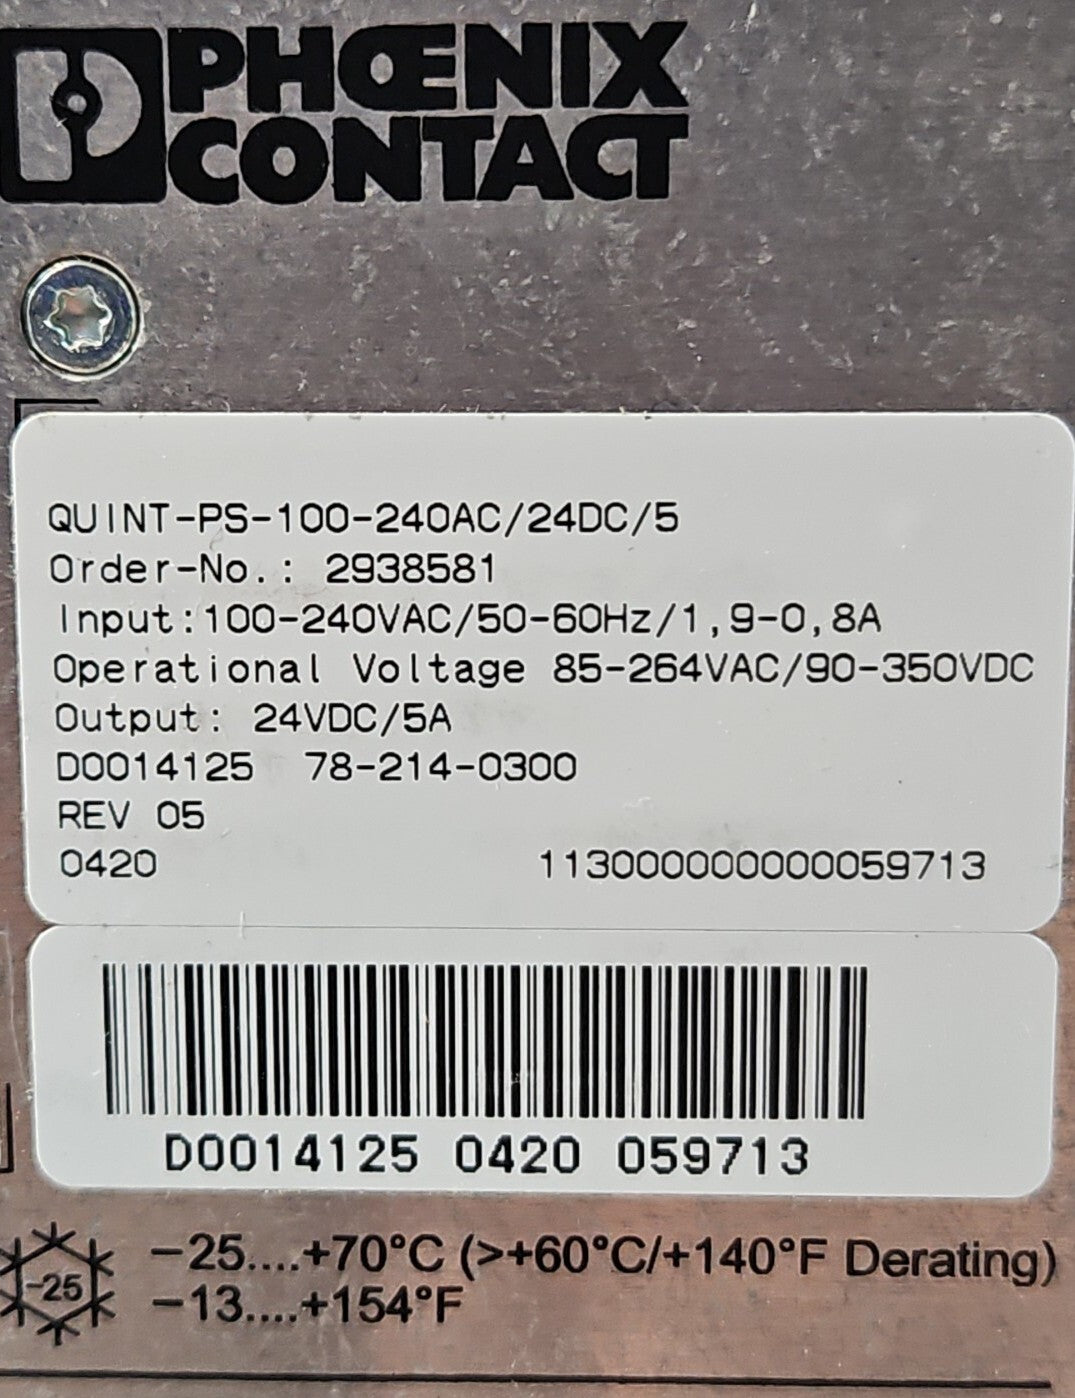 PHŒNIX
CONTACT
QUINT-PS-100-240AC/24DC/5
Order-No.: 2938581
Input:100-240VAC/50-60Hz/1,9-0,8A
Operational Voltage 85-264VAC/90-350VDC
Output: 24VDC/5A
D0014125 78-214-0300
REV 05
0420 1130000000000059713
D0014125 0420 059713
-25 –25....+70°C (>+60°C/+140°F Derating)
–13....+154°F